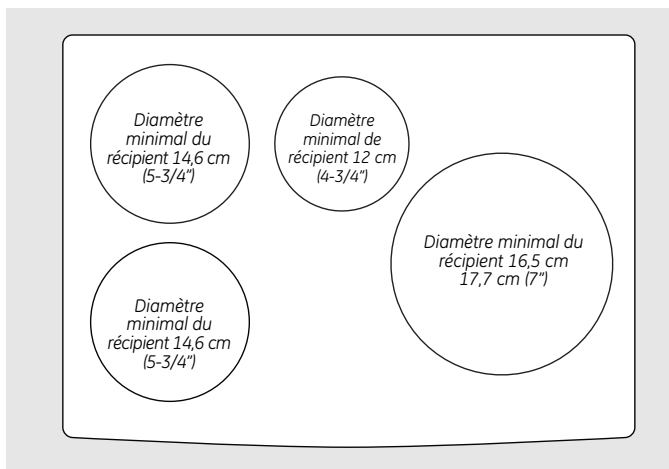 Diamètre
minimal du
récipient 14,6 cm
(5-3/4")
Diamètre
minimal de
récipient 12 cm
(4-3/4")
Diamètre minimal du
récipient 16,5 cm
17,7 cm (7")
Diamètre
minimal du
récipient 14,6 cm
(5-3/4")